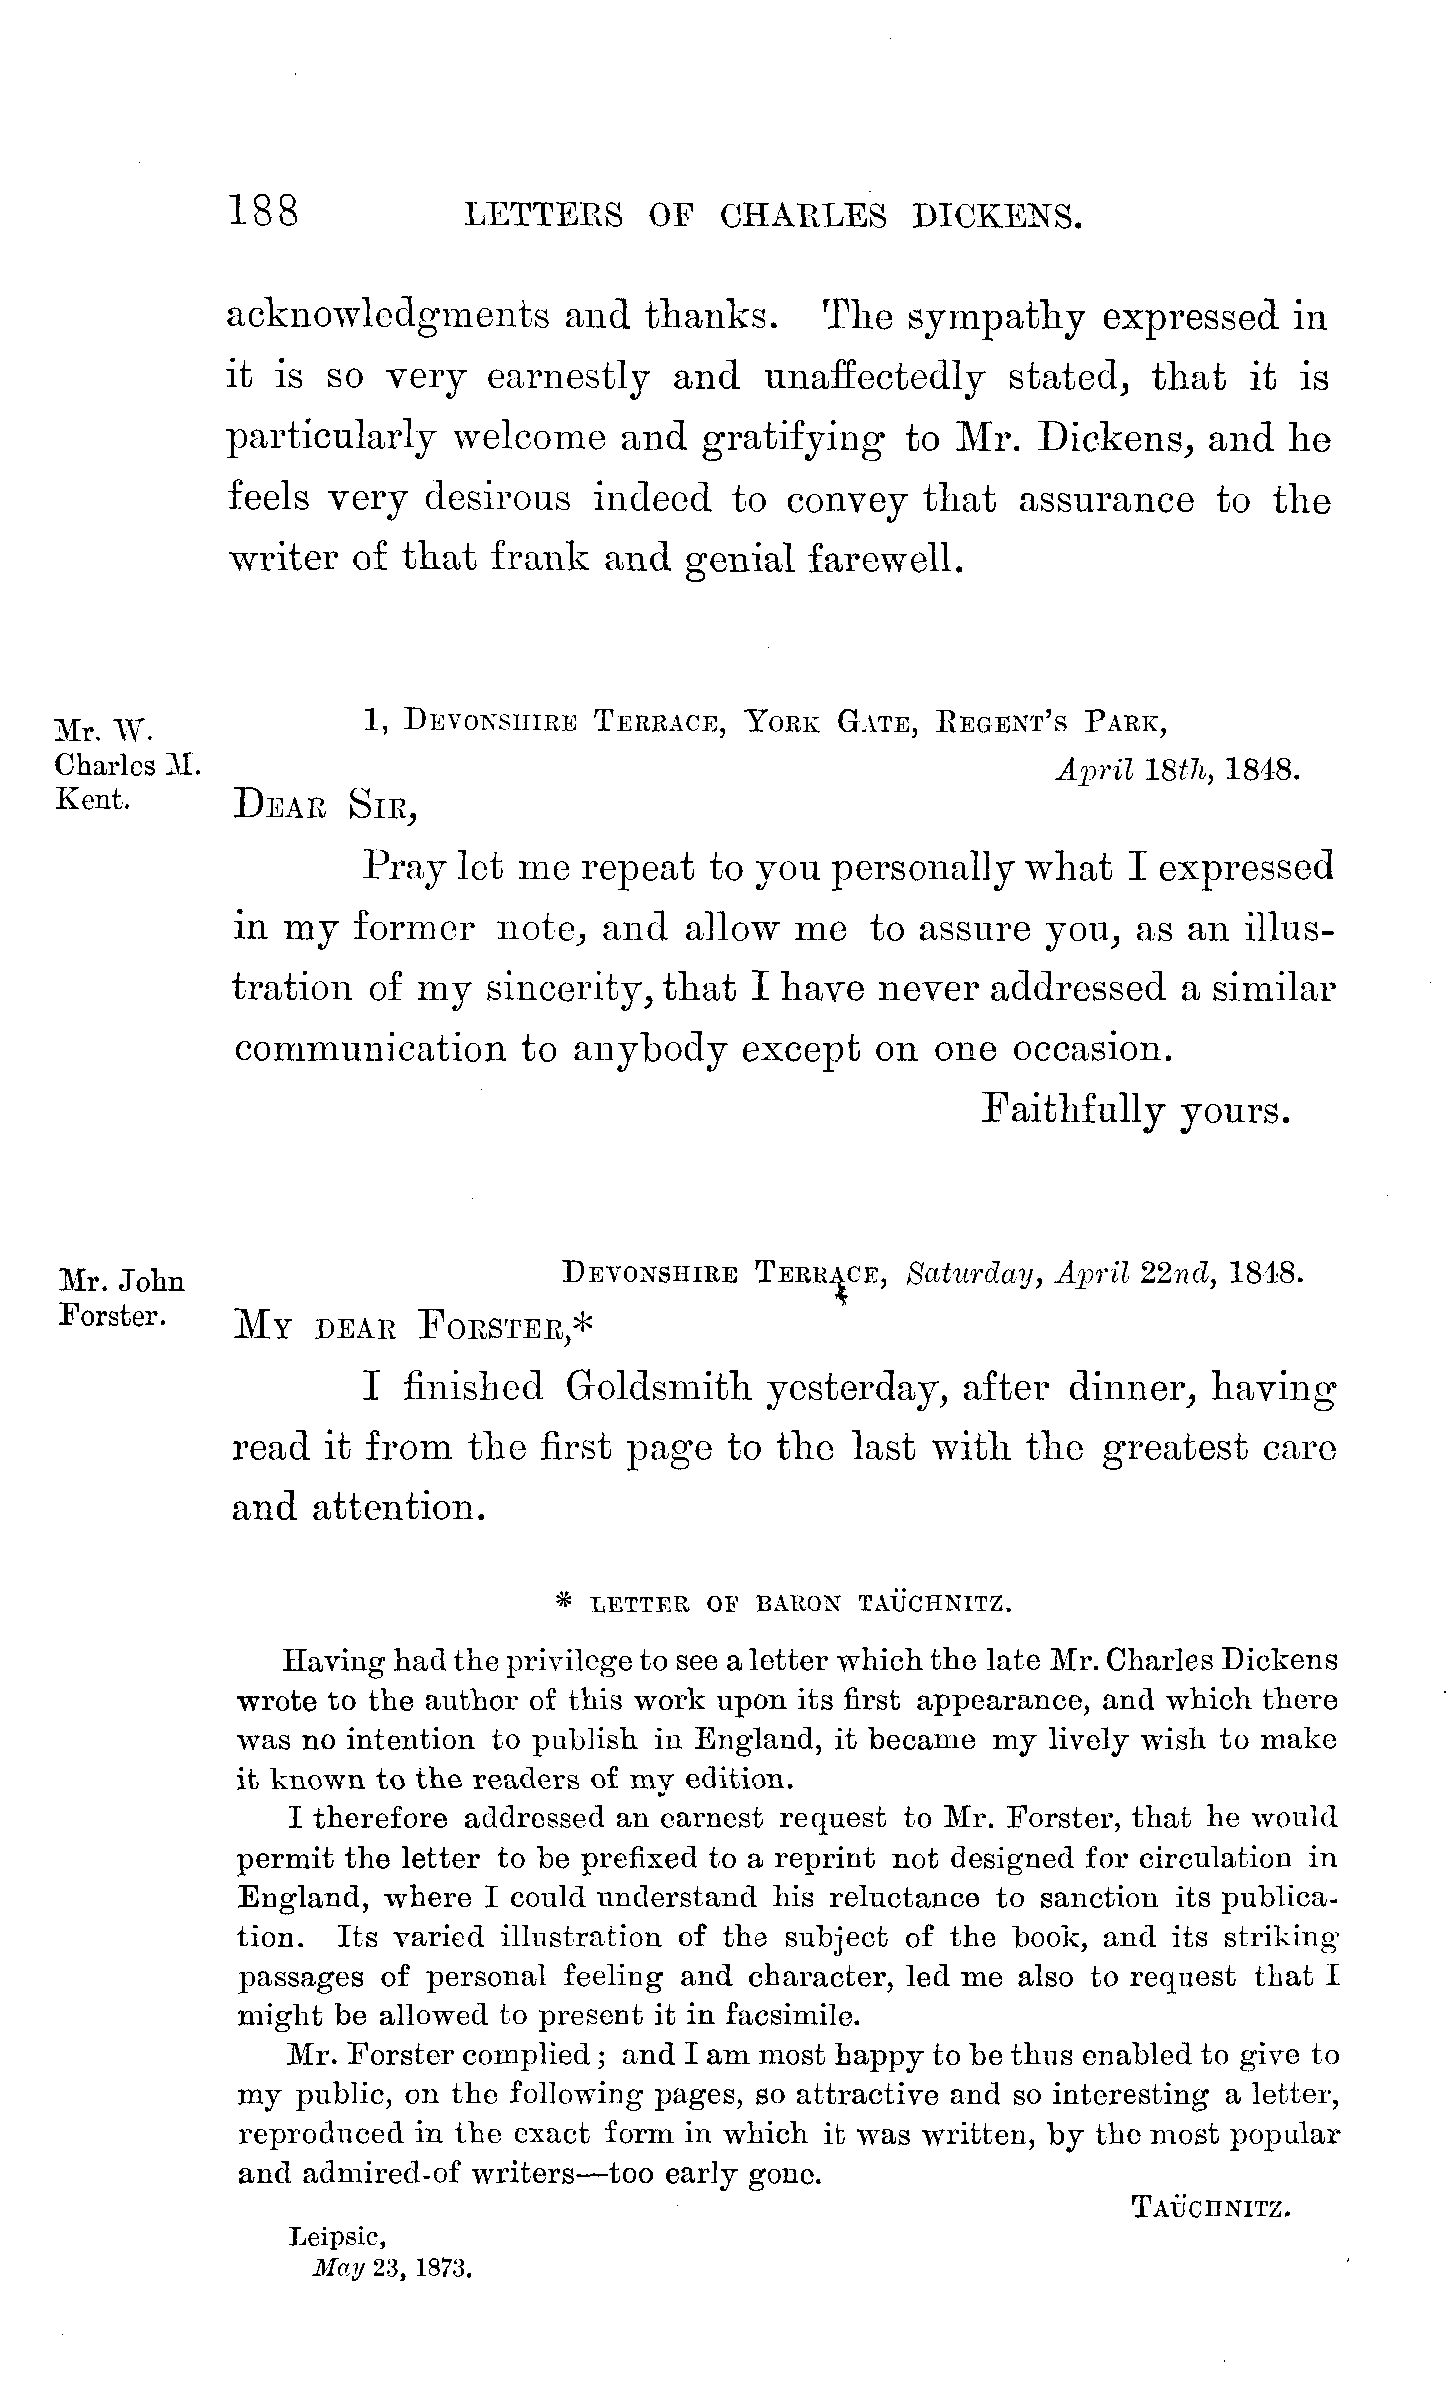 188 LETTERS OF CHARLES DICKENS.
acknowledgments and thanks. The sympathy expressed in
it is so very earnestly and unaffectedly stated, that it is
particularly welcome and gratifying to Mr. Dickens, and he
feels very desirous indeed to convey that assurance to the
writer of that frank and genial farewell.
Mr. W.
Charles M.
Kent.
1, DEVONSHIRE TERRACE, YORK GATE, REGENT'S PARK,
April 18th, 1848.
DEAR SIR,
Pray let me repeat to you personally what I expressed
in my former note, and allow me to assure you, as an illus-
tration of my sincerity, that I have never addressed a similar
communication to anybody except on one occasion.
Faithfully yours.
Mr. John
Forster.
DEVONSHIRE TERRACE, Saturday, April 22nd, 1848.
MY DEAR FORSTER,*
I finished Goldsmith yesterday, after dinner, having
read it from the first page to the last with the greatest care
and attention.
* LETTER OF BARON TAÜCHNITZ.
Having had the privilege to see a letter which the late Mr. Charles Dickens
wrote to the author of this work upon its first appearance, and which there
was no intention to publish in England, it became my lively wish to make
it known to the readers of my edition.
I therefore addressed an earnest request to Mr. Forster, that he would
permit the letter to be prefixed to a reprint not designed for circulation in
England, where I could understand his reluctance to sanction its publica-
tion. Its varied illustration of the subject of the book, and its striking
passages of personal feeling and character, led me also to request that I
might be allowed to present it in facsimile.
Mr. Forster complied; and I am most happy to be thus enabled to give to
my public, on the following pages, so attractive and so interesting a letter,
reproduced in the exact form in which it was written, by the most popular
and admired-of writers—too early gone.
TAÜCHNITZ.
Leipsic,
May 23, 1873.